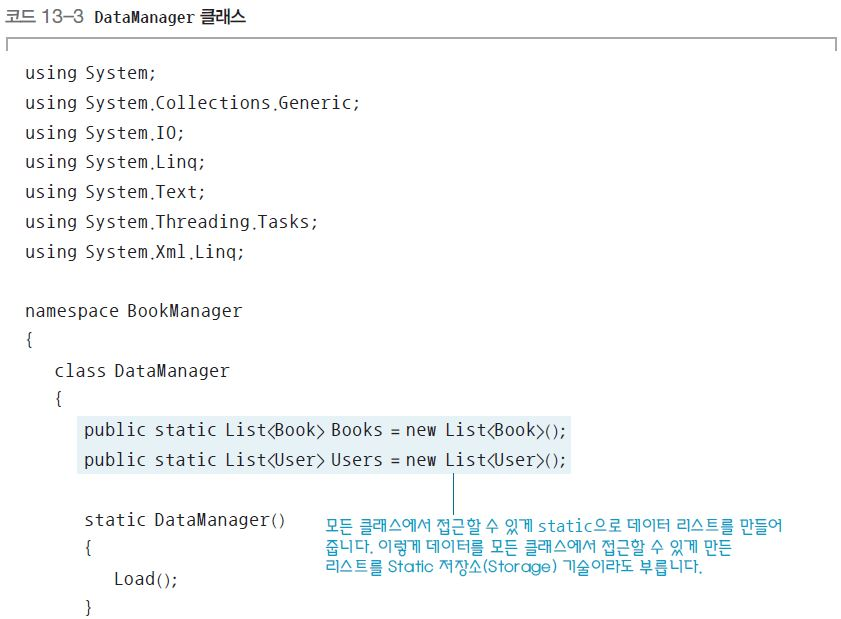 코드 13-3 DataManager 클래스
using System;
using System.Collections.Generic;
using System.IO;
using System.Linq;
using System.Text;
using System.Threading.Tasks;
using System.Xml.Linq;
namespace BookManager
{
class DataManager
{
public static List<Book> Books = new List<Book>();
public static List<User> Users = new List<User>();
static DataManager()
{
Load();
}
모든 클래스에서 접근할 수 있게 static으로 데이터 리스트를 만들어
줍니다. 이렇게 데이터를 모든 클래스에서 접근할 수 있게 만든
리스트를 Static 저장소(Storage) 기술이라도 부릅니다.